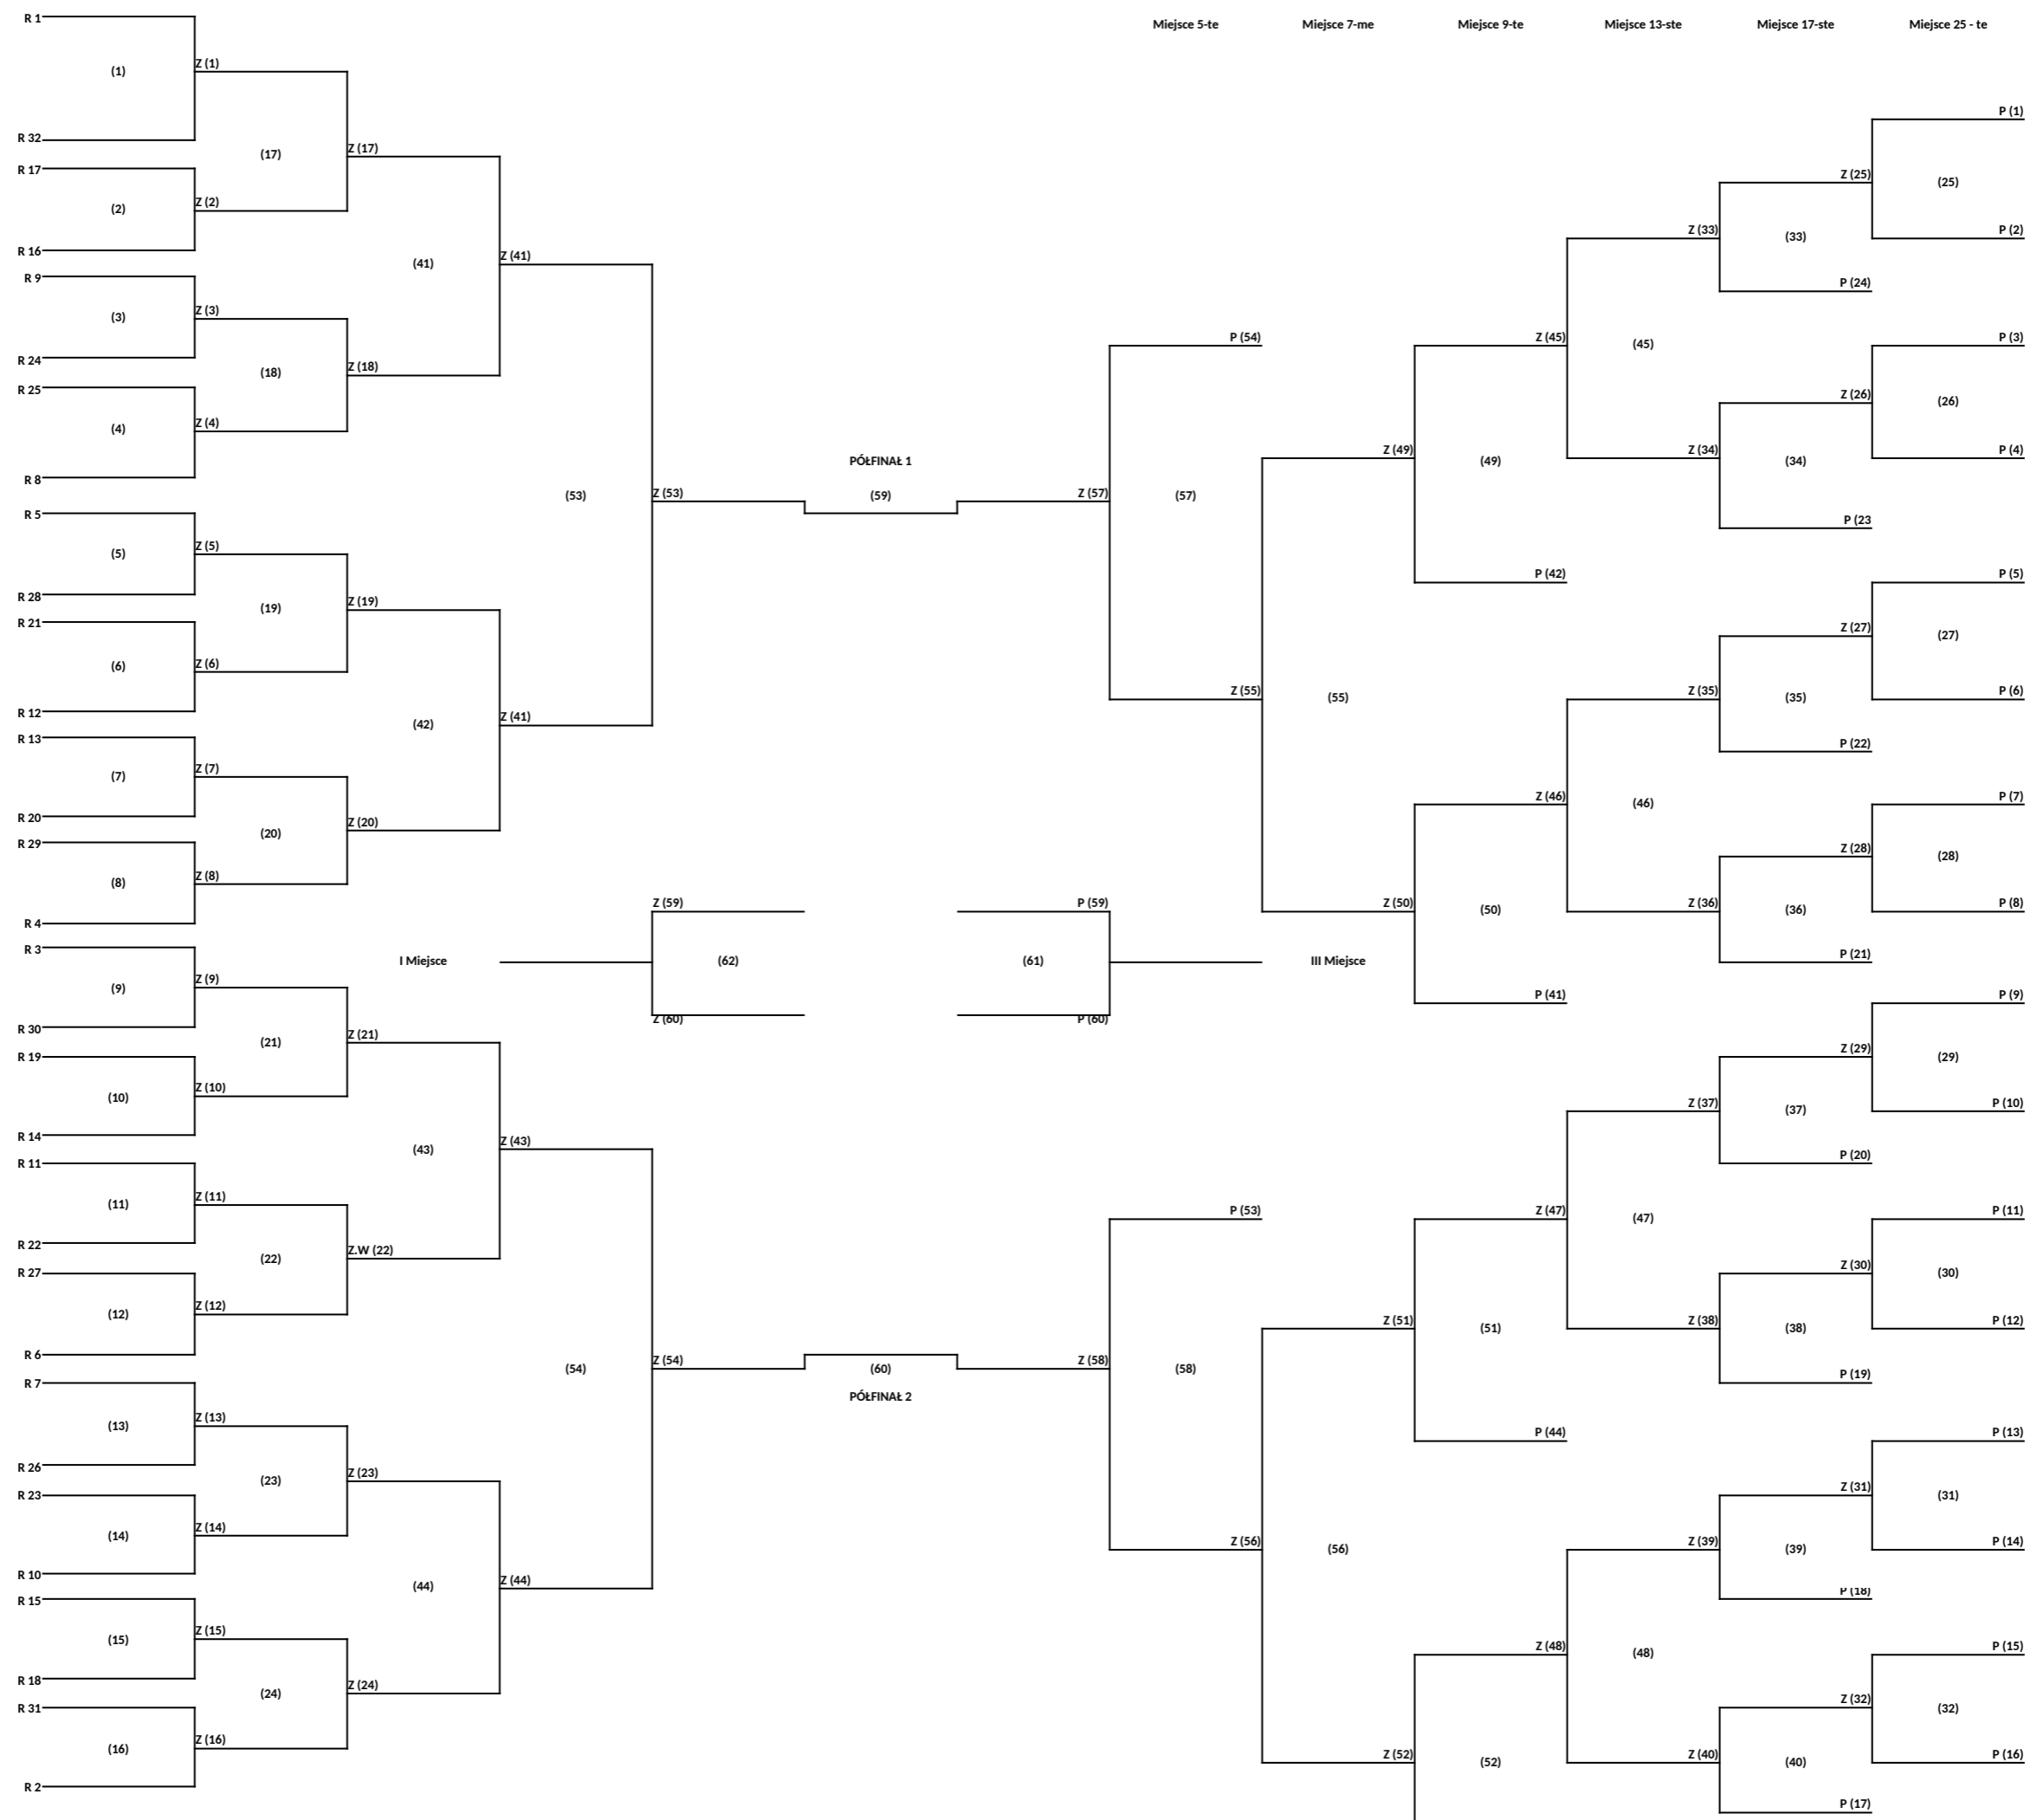 R 1
Miejsce 5-te
Miejsce 7-me
Miejsce 9-te
Miejsce 13-ste
Miejsce 17-ste
Miejsce 25 - te
(1)
Z (1)
P (1)
R 32
(17)
Z (17)
R 17
Z (25)
(25)
(2)
Z (2)
Z (33)
(33)
P (2)
R 16
(41)
Z (41)
R 9
P (24)
(3)
Z (3)
P (54)
Z (45)
(45)
P (3)
R 24
(18)
Z (18)
R 25
Z (26)
(26)
(4)
Z (4)
PÓŁFINAŁ 1
Z (49)
(49)
Z (34)
(34)
P (4)
R 8
(53)
Z (53)
(59)
Z (57)
(57)
R 5
P (23
(5)
Z (5)
P (42)
P (5)
R 28
(19)
Z (19)
R 21
Z (27)
(27)
(6)
Z (6)
Z (55)
(55)
Z (35)
(35)
P (6)
R 12
(42)
Z (41)
R 13
P (22)
(7)
Z (7)
Z (46)
(46)
P (7)
R 20
(20)
Z (20)
R 29
Z (28)
(28)
(8)
Z (8)
Z (59)
P (59)
Z (50)
(50)
Z (36)
(36)
P (8)
R 4
R 3
I Miejsce
(62)
(61)
III Miejsce
P (21)
(9)
Z (9)
P (41)
P (9)
R 30
Z (60)
P (60)
(21)
Z (21)
R 19
Z (29)
(29)
(10)
Z (10)
Z (37)
(37)
P (10)
R 14
(43)
Z (43)
R 11
P (20)
(11)
Z (11)
P (53)
Z (47)
(47)
P (11)
R 22
(22)
Z.W (22)
R 27
Z (30)
(30)
(12)
Z (12)
Z (51)
(51)
Z (38)
(38)
P (12)
R 6
(54)
Z (54)
(60)
Z (58)
(58)
R 7
PÓŁFINAŁ 2
P (19)
(13)
Z (13)
P (44)
P (13)
R 26
(23)
Z (23)
R 23
Z (31)
(31)
(14)
Z (14)
Z (56)
(56)
Z (39)
(39)
P (14)
R 10
(44)
Z (44)
R 15
P (18)
(15)
Z (15)
Z (48)
(48)
P (15)
R 18
(24)
Z (24)
R 31
Z (32)
(32)
(16)
Z (16)
Z (52)
(52)
Z (40)
(40)
P (16)
R 2
P (17)